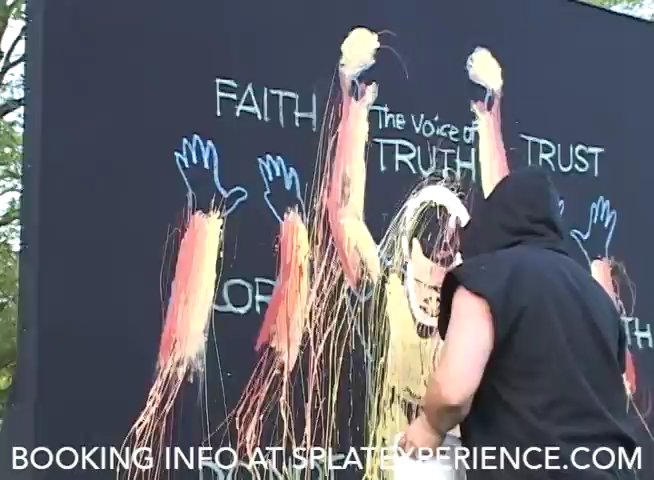 FAITH
The Voice of
TRUTH
TRUST
BOOKING INFO AT SPLATEXPERIENCE.COM